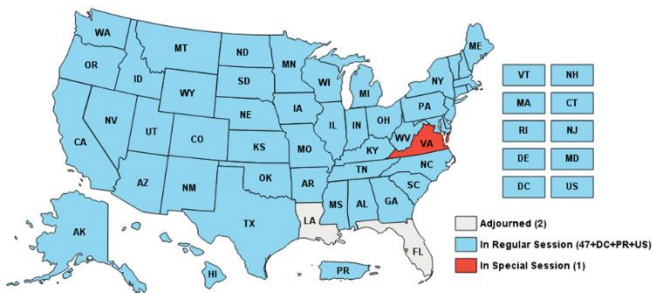 WA
OR
CA
NV
ID
MT
WY
UT
AZ
CO
NM
ND
SD
NE
KS
OK
TX
MN
IA
MO
AR
LA
WI
IL
MI
IN
OH
KY
TN
MS
AL
GA
FL
SC
NC
VA
WV
PA
NY
ME
AK
HI
PR
VT NH
MA CT
RI NJ
DE MD
DC US
Adjourned (2)
In Regular Session (47+DC+PR+US)
In Special Session (1)